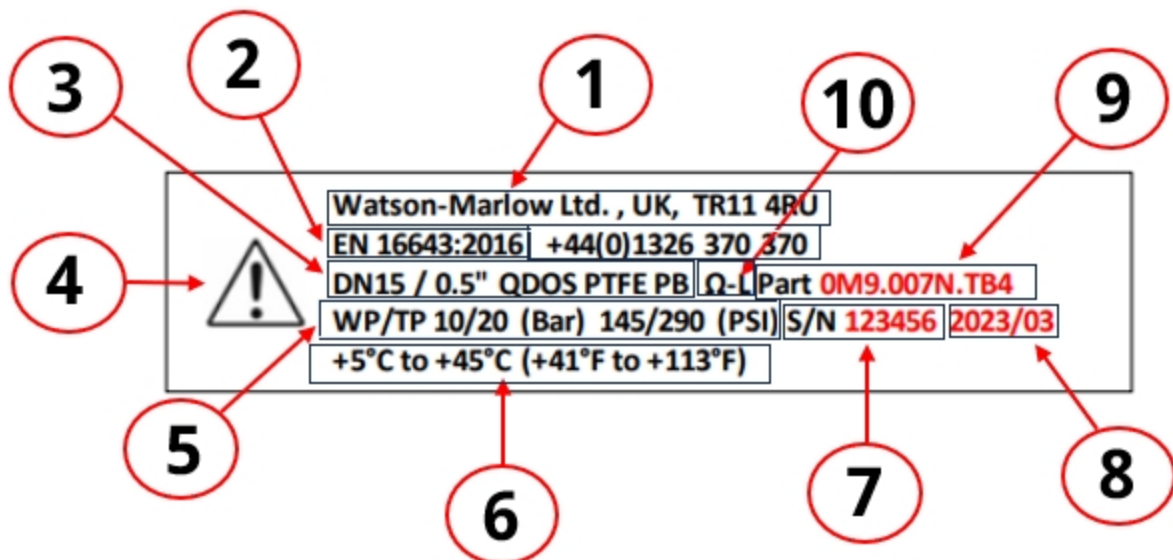 3
2
1
10
9
4
Watson-Marlow Ltd. , UK, TR11 4RU
EN 16643:2016 +44(0)1326 370 370
DN15 / 0.5" QDOS PTFE PB Ω-L Part 0M9.007N.TB4
WP/TP 10/20 (Bar) 145/290 (PSI) S/N 123456 2023/03
+5°C to +45°C (+41°F to +113°F)
5
6
7
8